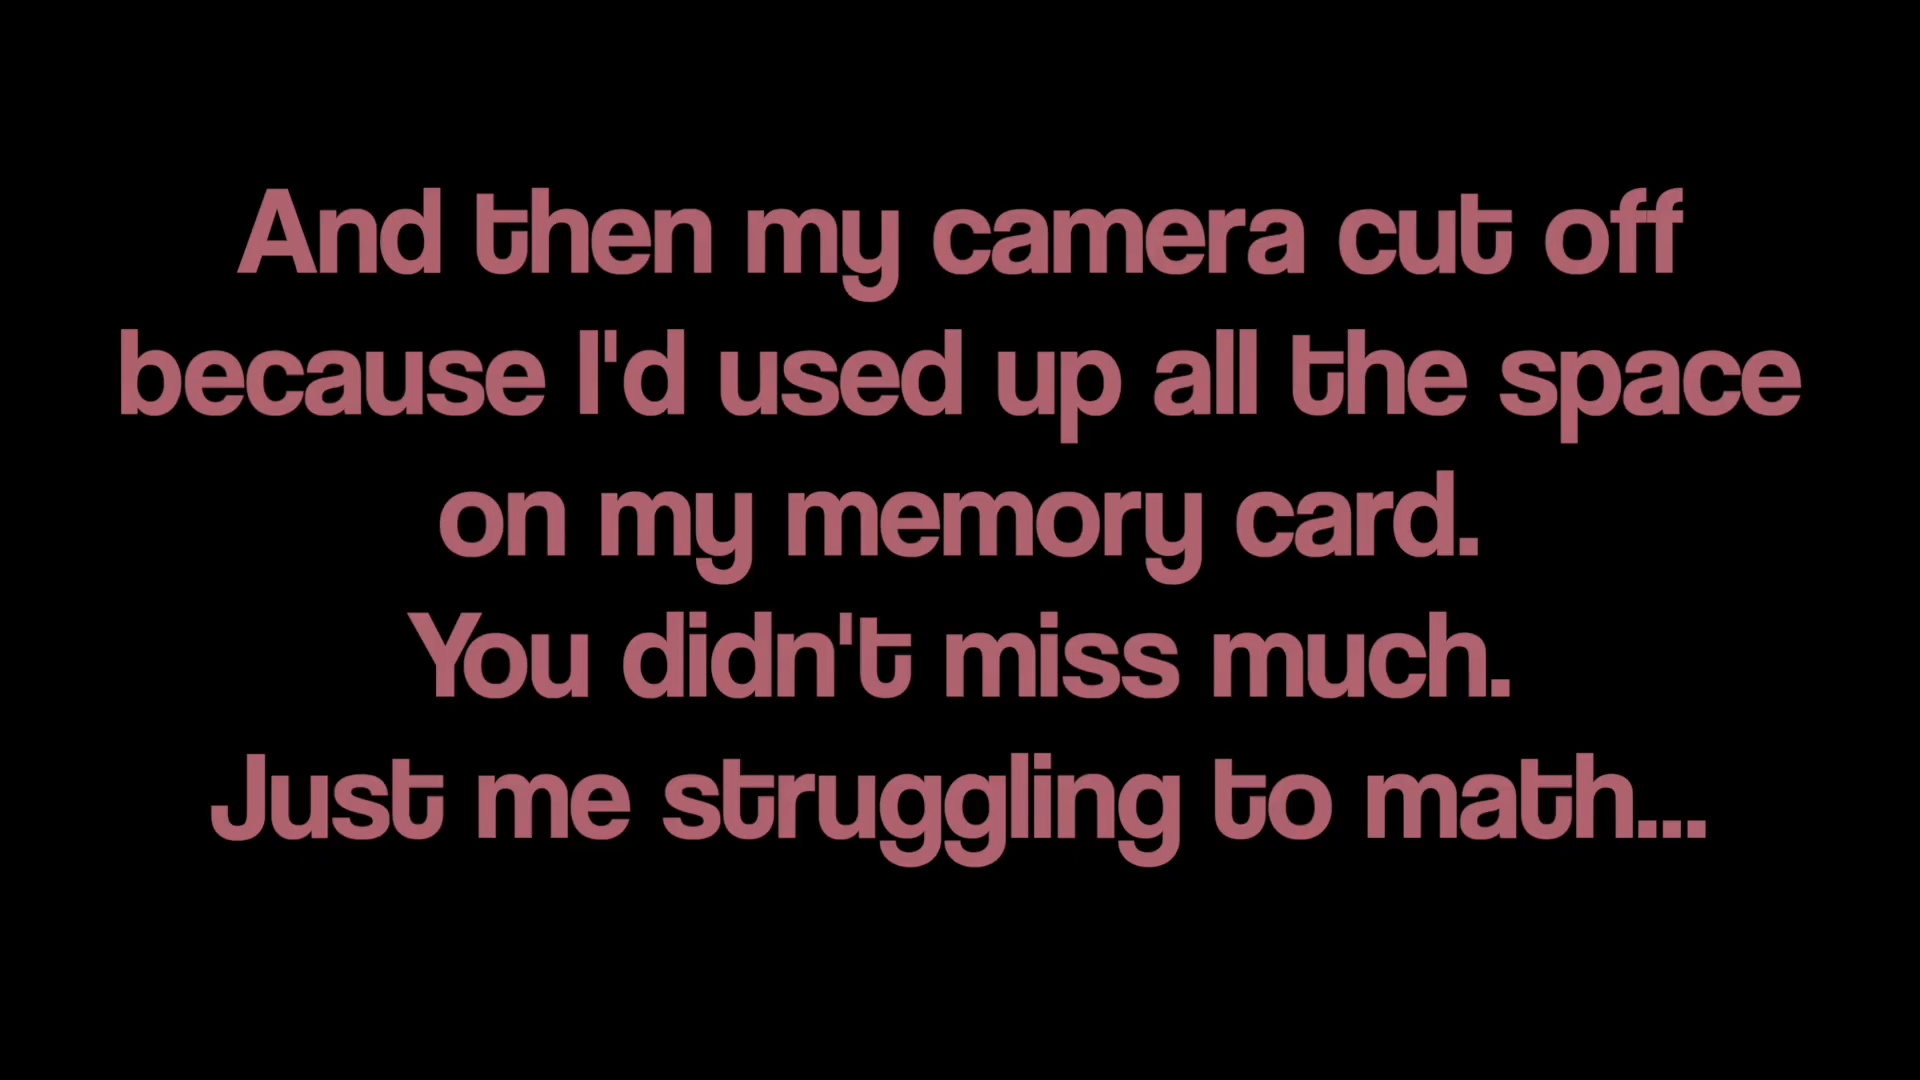 And then my camera cut off
because I'd used up all the space
on my memory card.
You didn't miss much.
Just me struggling to math...